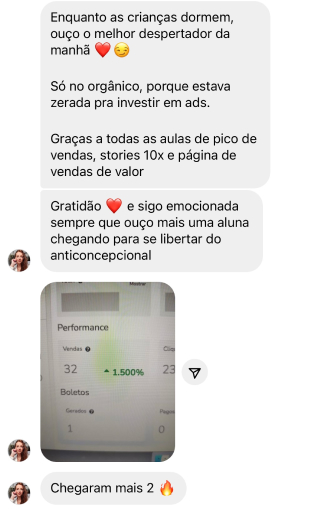 Enquanto as crianças dormem,
ouço o melhor despertador da
manhã ❤️😏
Só no orgânico, porque estava
zerada pra investir em ads.
Graças a todas as aulas de pico de
vendas, stories 10x e página de
vendas de valor
Gratidão ❤️ e sigo emocionada
sempre que ouço mais uma aluna
chegando para se libertar do
anticoncepcional
Mostrar
Performance
Vendas
32 1.500% 23
Boletos
Gerados
1 0
Chegaram mais 2 🔥